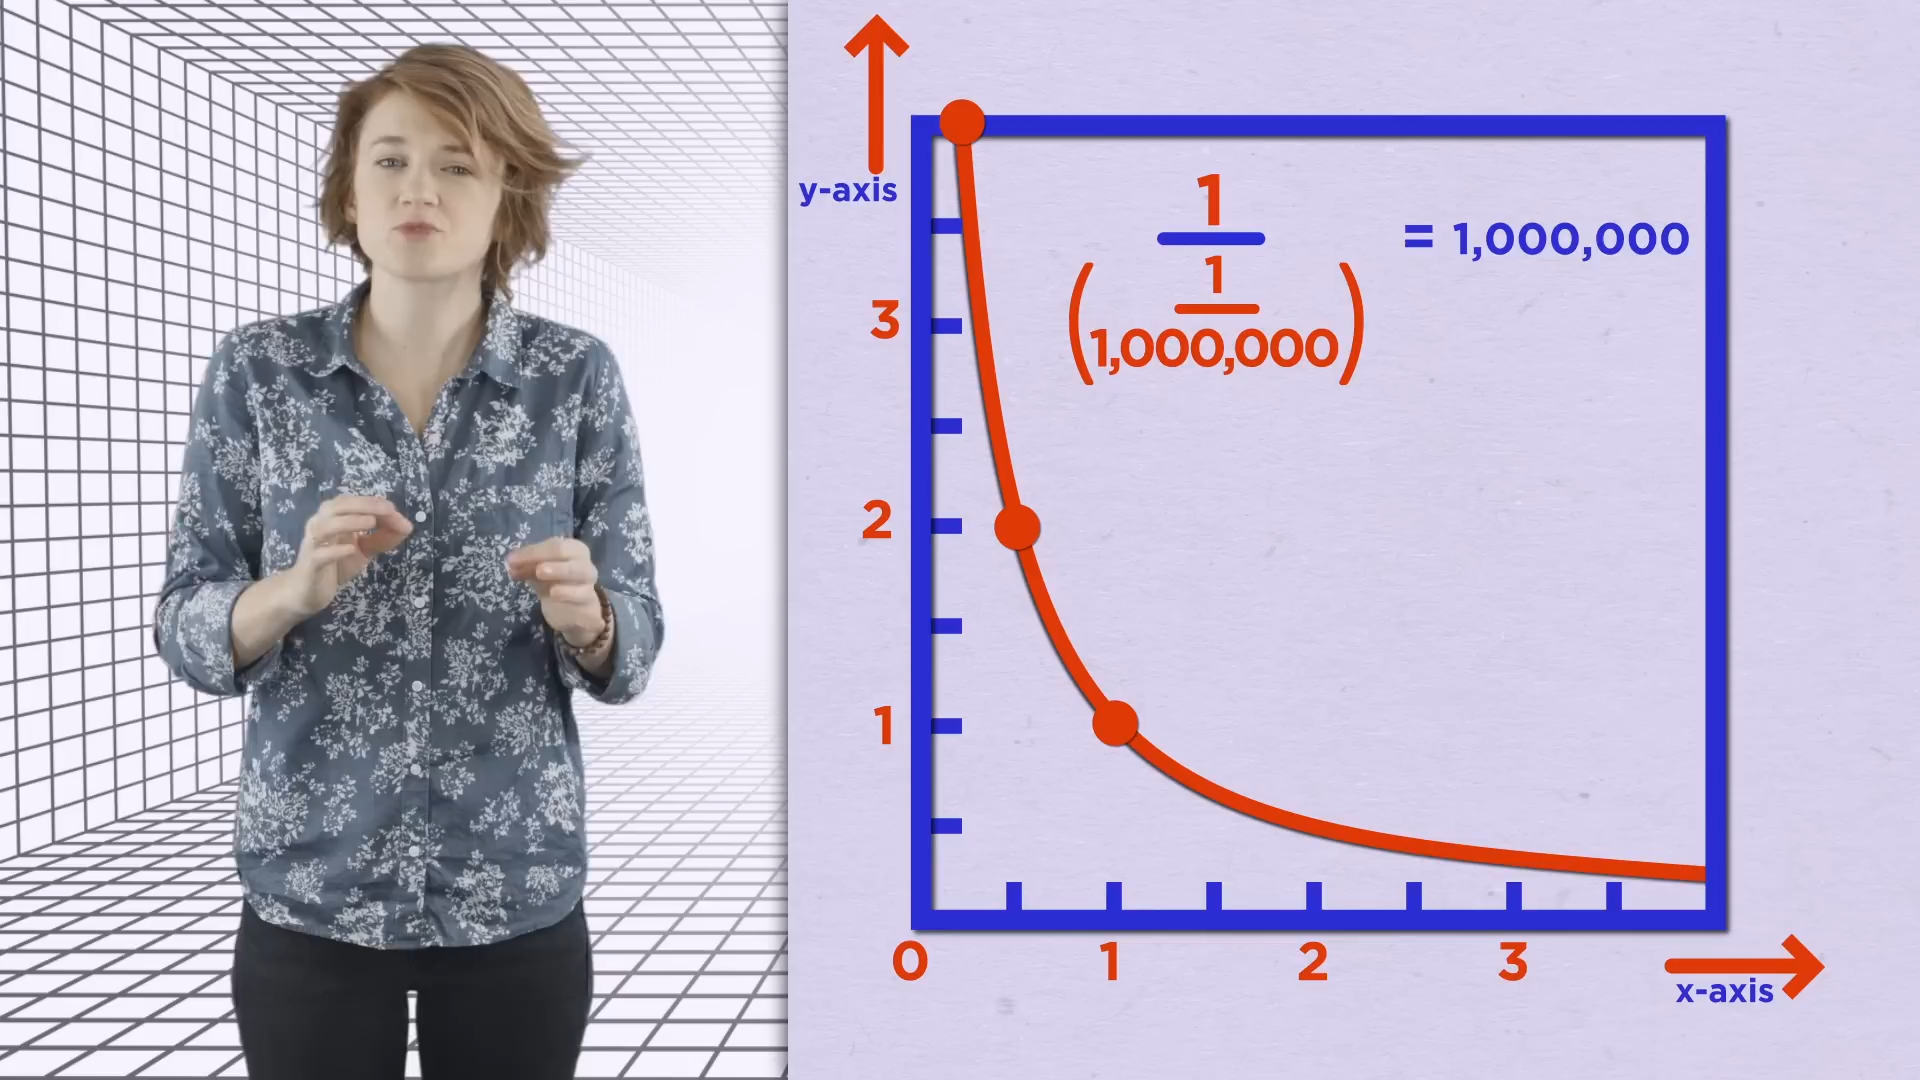 y-axis
1
1
(1,000,000)
= 1,000,000
3
2
1
0 1 2 3
x-axis